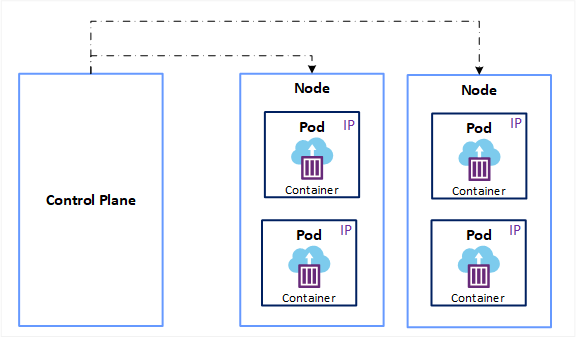 Control Plane
Node
Pod IP
Container
Pod IP
Container
Node
Pod IP
Container
Pod IP
Container